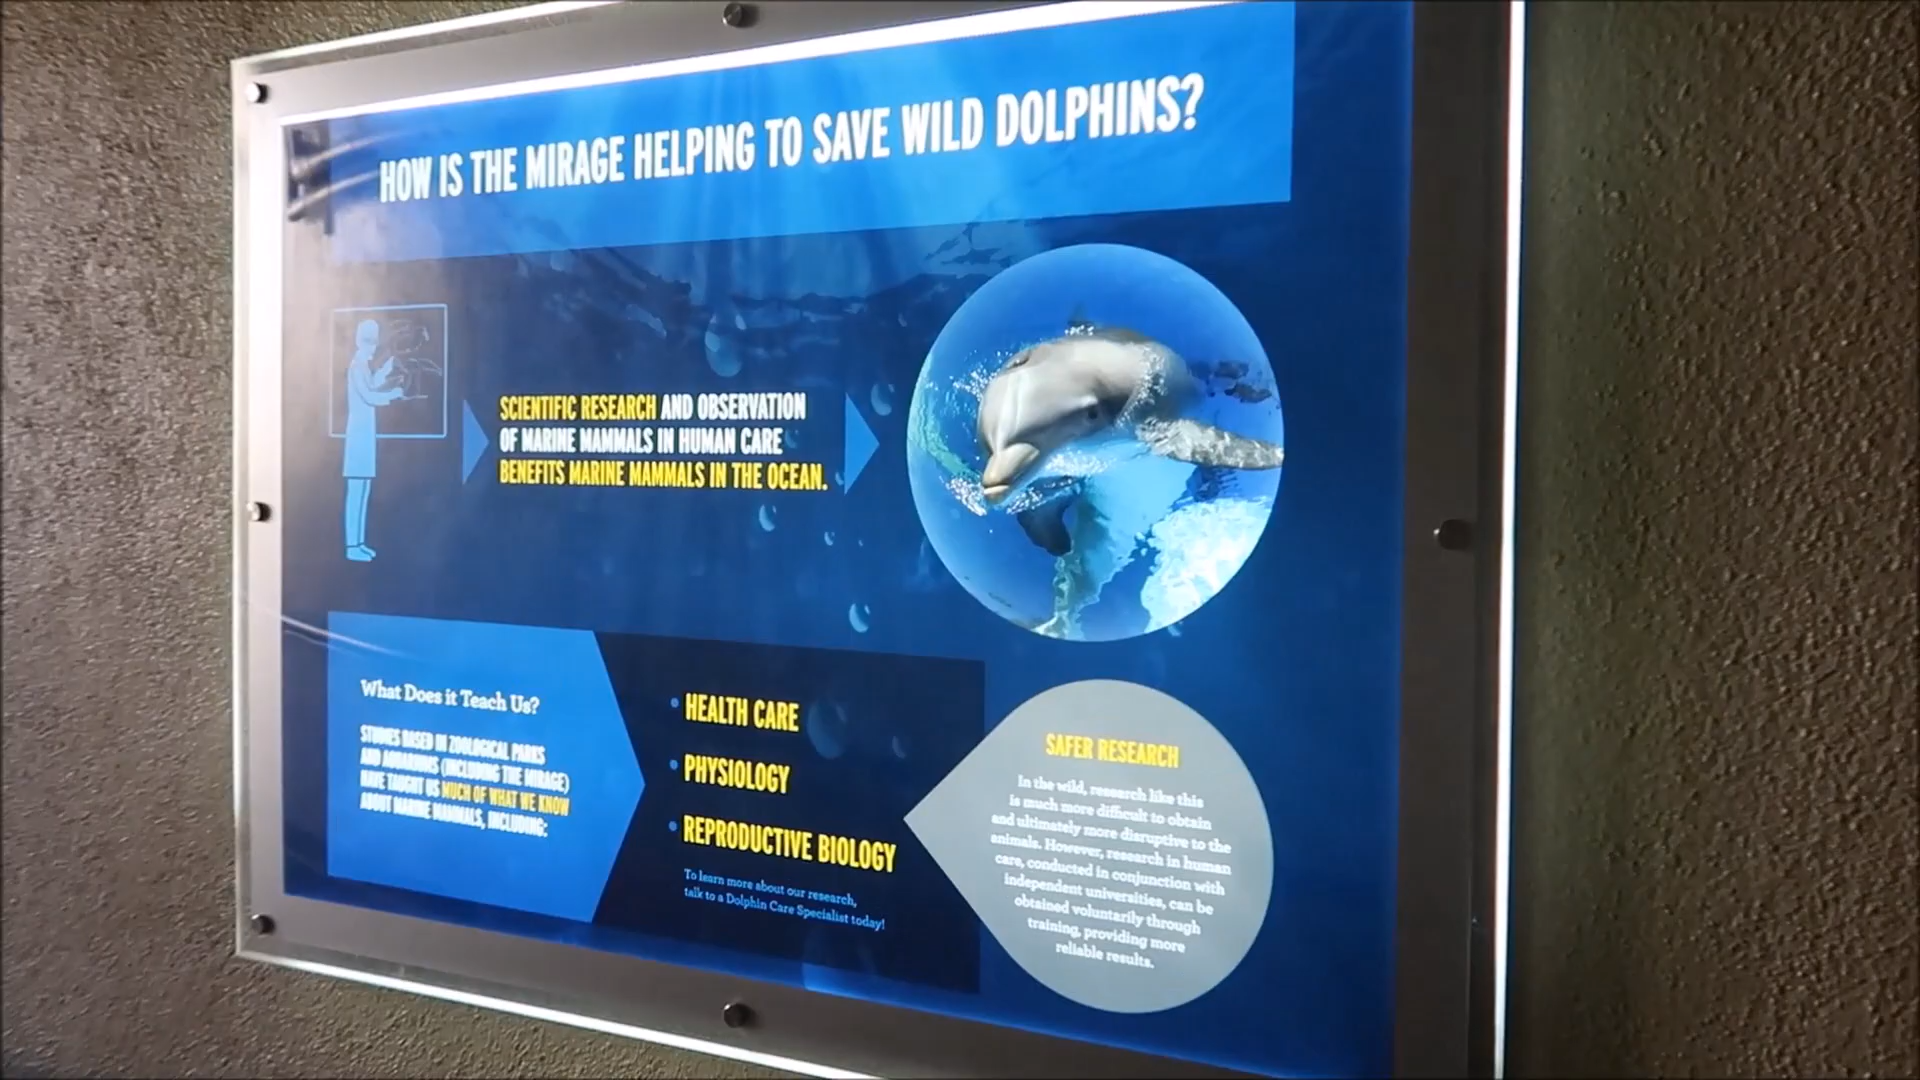 HOW IS THE MIRAGE HELPING TO SAVE WILD DOLPHINS?
SCIENTIFIC RESEARCH AND OBSERVATION
OF MARINE MAMMALS IN HUMAN CARE
BENEFITS MARINE MAMMALS IN THE OCEAN.
What Does it Teach Us?
STUDIES BASED IN ZOOLOGICAL PARKS
AND AQUARIUMS (INCLUDING THE MIRAGE)
HAVE TAUGHT US MUCH OF WHAT WE KNOW
ABOUT MARINE MAMMALS, INCLUDING:
• HEALTH CARE
• PHYSIOLOGY
• REPRODUCTIVE BIOLOGY
To learn more about our research,
talk to a Dolphin Care Specialist today!
SAFER RESEARCH
In the wild, research like this
is much more difficult to obtain
and ultimately more disruptive to the
animals. However, research in human
care, conducted in conjunction with
independent universities, can be
obtained voluntarily through
training, providing more
reliable results.